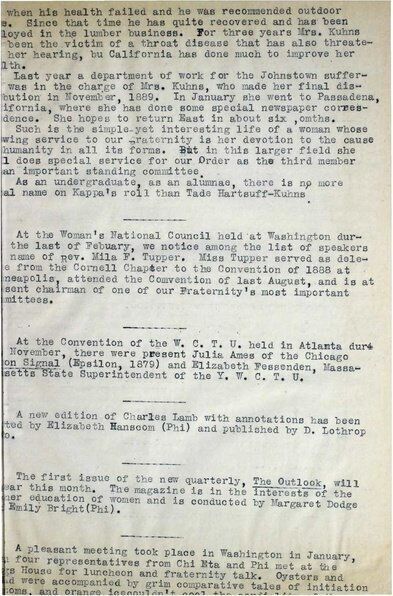 when his health failed and he was recommended outdoor
s. Since that time he has quite recovered and has been
loyed in the lumber business. For three years Mrs. Kuhns
been the victim of a throat disease that has also threate-
her hearing, bu California has done much to improve her
lth.
Last year a department of work for the Johnstown suffer-
was in the charge of Mrs. Kuhns, who made her final dis-
bution in November, 1889. In January she went to Passadena,
ifornia, where she has done some special newspaper corres-
dence. She hopes to return East in about six ,omths.
Such is the simple yet interesting life of a woman whose
wing service to our fraternity is her devotion to the cause
humanity in all its forms. But in this larger field she
l does special service for our Order as the third member
an important standing committee
As an undergraduate, as an alumnae, there is no more
al name on Kappa's roll than Tade Hartsuff-Kuhns
At the Woman's National Council held at Washington dur-
the last of Febuary, we notice among the list of speakers
name of Rev. Mila F. Tupper. Miss Tupper served as dele-
e from the Cornell Chapter to the Convention of 1888 at
neapolis, attended the Comvention of last August, and is at
sent chairman of one of our Fraternity's most important
mmittees.
At the Convention of the W. C. T. U. held in Atlanta dur
November, there were present Julia Ames of the Chicago
on Signal (Epsilon, 1879) and Elizabeth Fessenden, Massa-
setts State Superintendent of the Y. W. C. T. U.
A new edition of Charles Lamb with annotations has been
ted by Elizabeth Hanscom (Phi) and published by D. Lothrop
o.
The first issue of the new quarterly, The Outlook, will
ear this month. The magazine is in the interests of the
her education of women and is conducted by Margaret Dodge
Emily Bright(Phi).
A pleasant meeting took place in Washington in January,
four representatives from Chi Eta and Phi met at the
s House for luncheon and fraternity talk. Oysters and
d were accompanied by grim comparative tales of initiation
ooms, and orange ice couldn't cool the